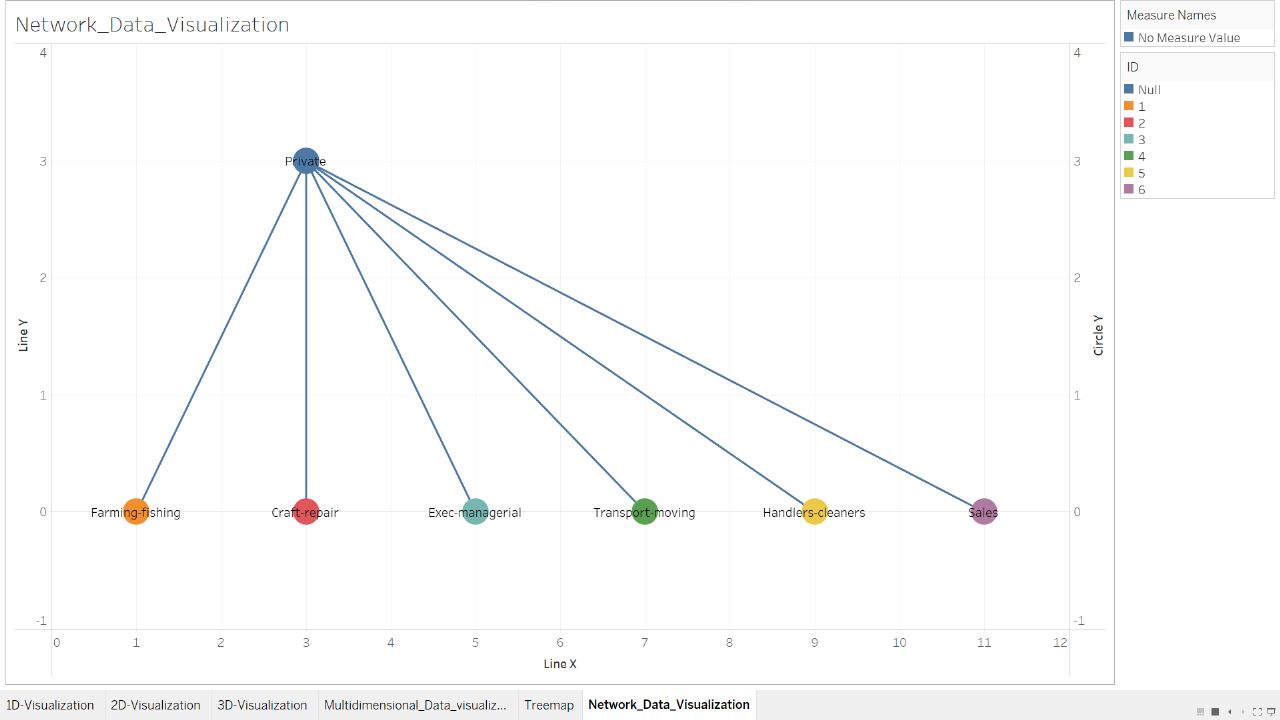 Network_Data_Visualization
Measure Names
No Measure Value
ID
Null
1
2
3
4
5
6
4
3
2
1
0
-1
Line Y
4
3
2
1
0
-1
Circle Y
Private
Farming-fishing
Craft-repair
Exec-managerial
Transport-moving
Handlers-cleaners
Sales
0 1 2 3 4 5 6 7 8 9 10 11 12
Line X
1D-Visualization 2D-Visualization 3D-Visualization Multidimensional_Data_visualiz... Treemap Network_Data_Visualization